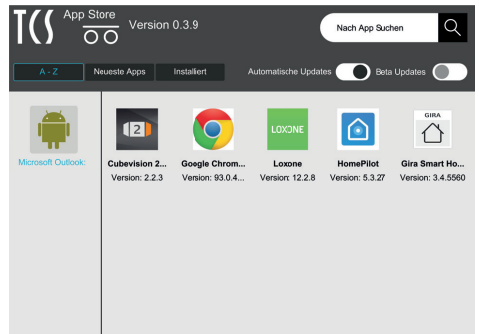 TCS App Store
Version 0.3.9
Nach App Suchen
A - Z
Neueste Apps
Installiert
Automatische Updates
Beta Updates
Microsoft Outlook:
2
LOXONE
GIRA
Cubevision 2...
Google Chrom...
Loxone
HomePilot
Gira Smart Ho...
Version: 2.2.3
Version: 93.0.4...
Version: 12.2.8
Version: 5.3.27
Version: 3.4.5560